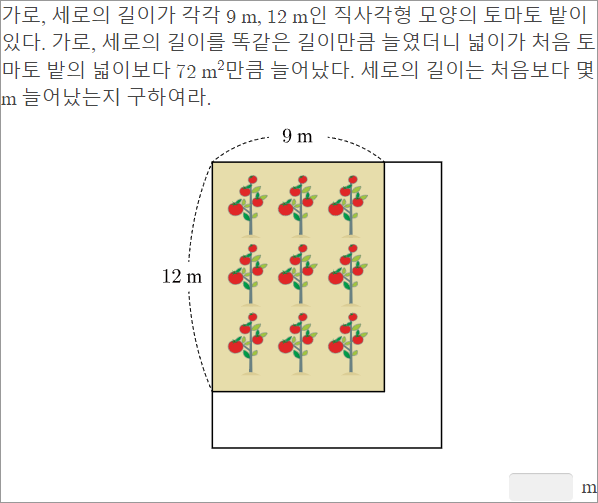 가로, 세로의 길이가 각각 9 m, 12 m인 직사각형 모양의 토마토 밭이
있다. 가로, 세로의 길이를 똑같은 길이만큼 늘였더니 넓이가 처음 토
마토 밭의 넓이보다 72 m²만큼 늘어났다. 세로의 길이는 처음보다 몇
m 늘어났는지 구하여라.
9 m
12 m
m